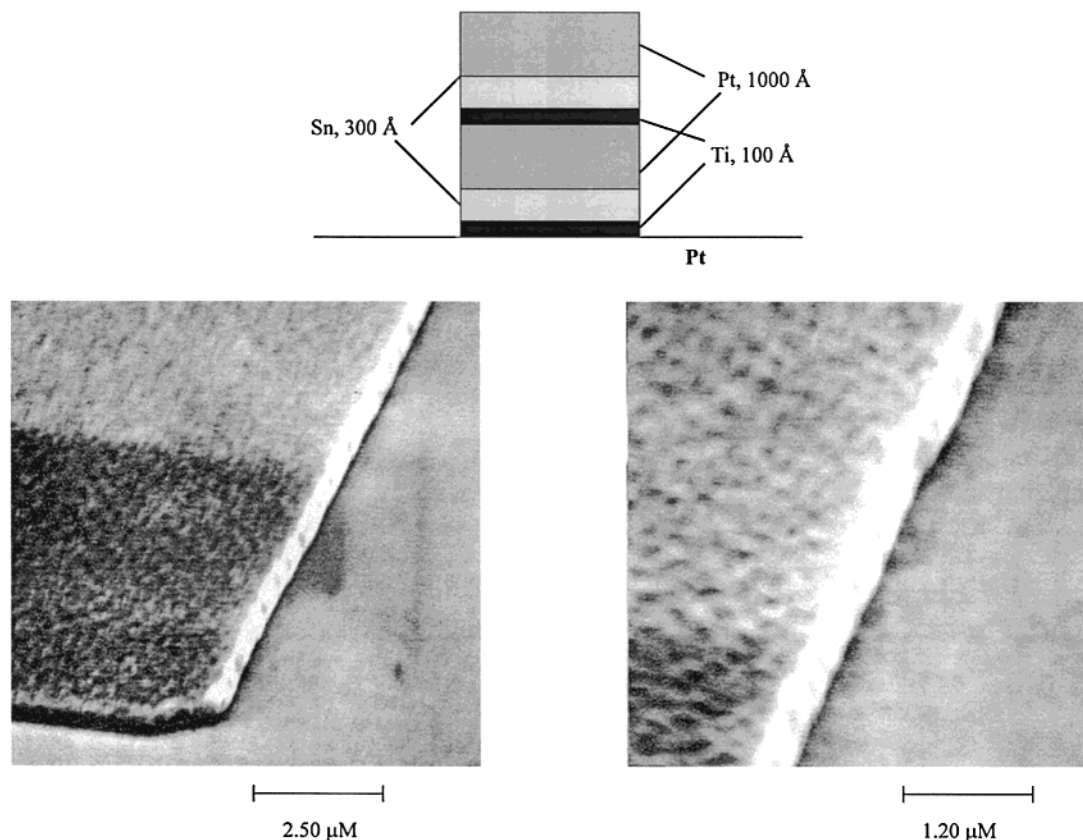 Pt, 1000 Å
Sn, 300 Å
Ti, 100 Å
Pt
2.50 μM
1.20 μM